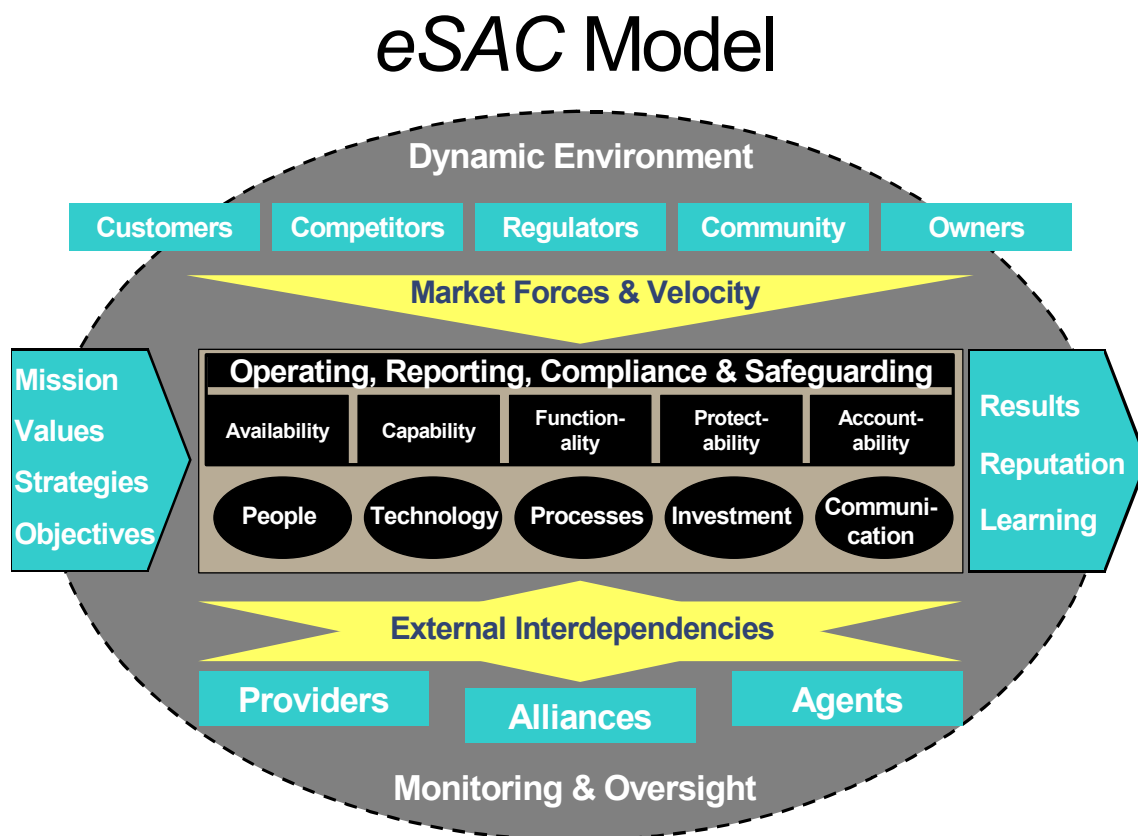 eSAC Model
Dynamic Environment
Customers
Competitors
Regulators
Community
Owners
Market Forces & Velocity
Mission
Values
Strategies
Objectives
Operating, Reporting, Compliance & Safeguarding
Availability
Capability
Function-
ality
Protect-
ability
Account-
ability
People
Technology
Processes
Investment
Communi-
cation
Results
Reputation
Learning
External Interdependencies
Providers
Alliances
Agents
Monitoring & Oversight